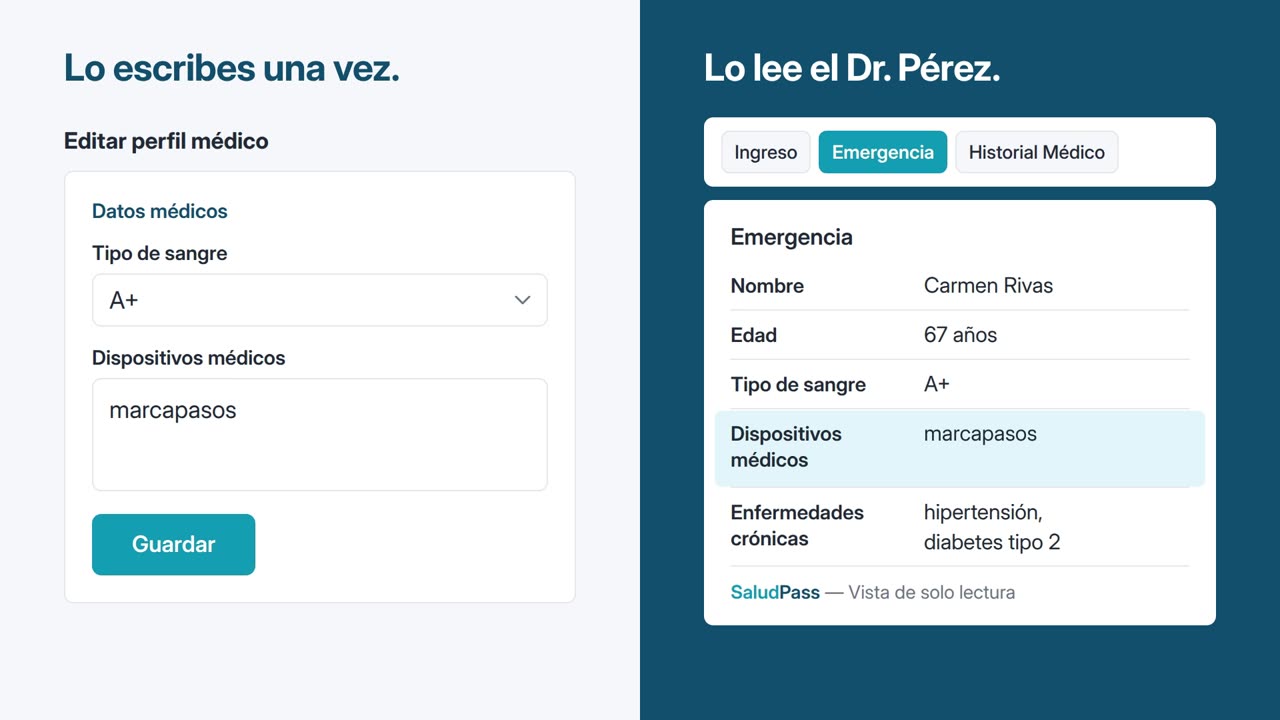 Lo escribes una vez.
Editar perfil médico
Datos médicos
Tipo de sangre
A+
Dispositivos médicos
marcapasos
Guardar
Lo lee el Dr. Pérez.
Ingreso Emergencia Historial Médico
Emergencia
Nombre Carmen Rivas
Edad 67 años
Tipo de sangre A+
Dispositivos marcapasos
médicos
Enfermedades hipertensión,
crónicas diabetes tipo 2
SaludPass — Vista de solo lectura